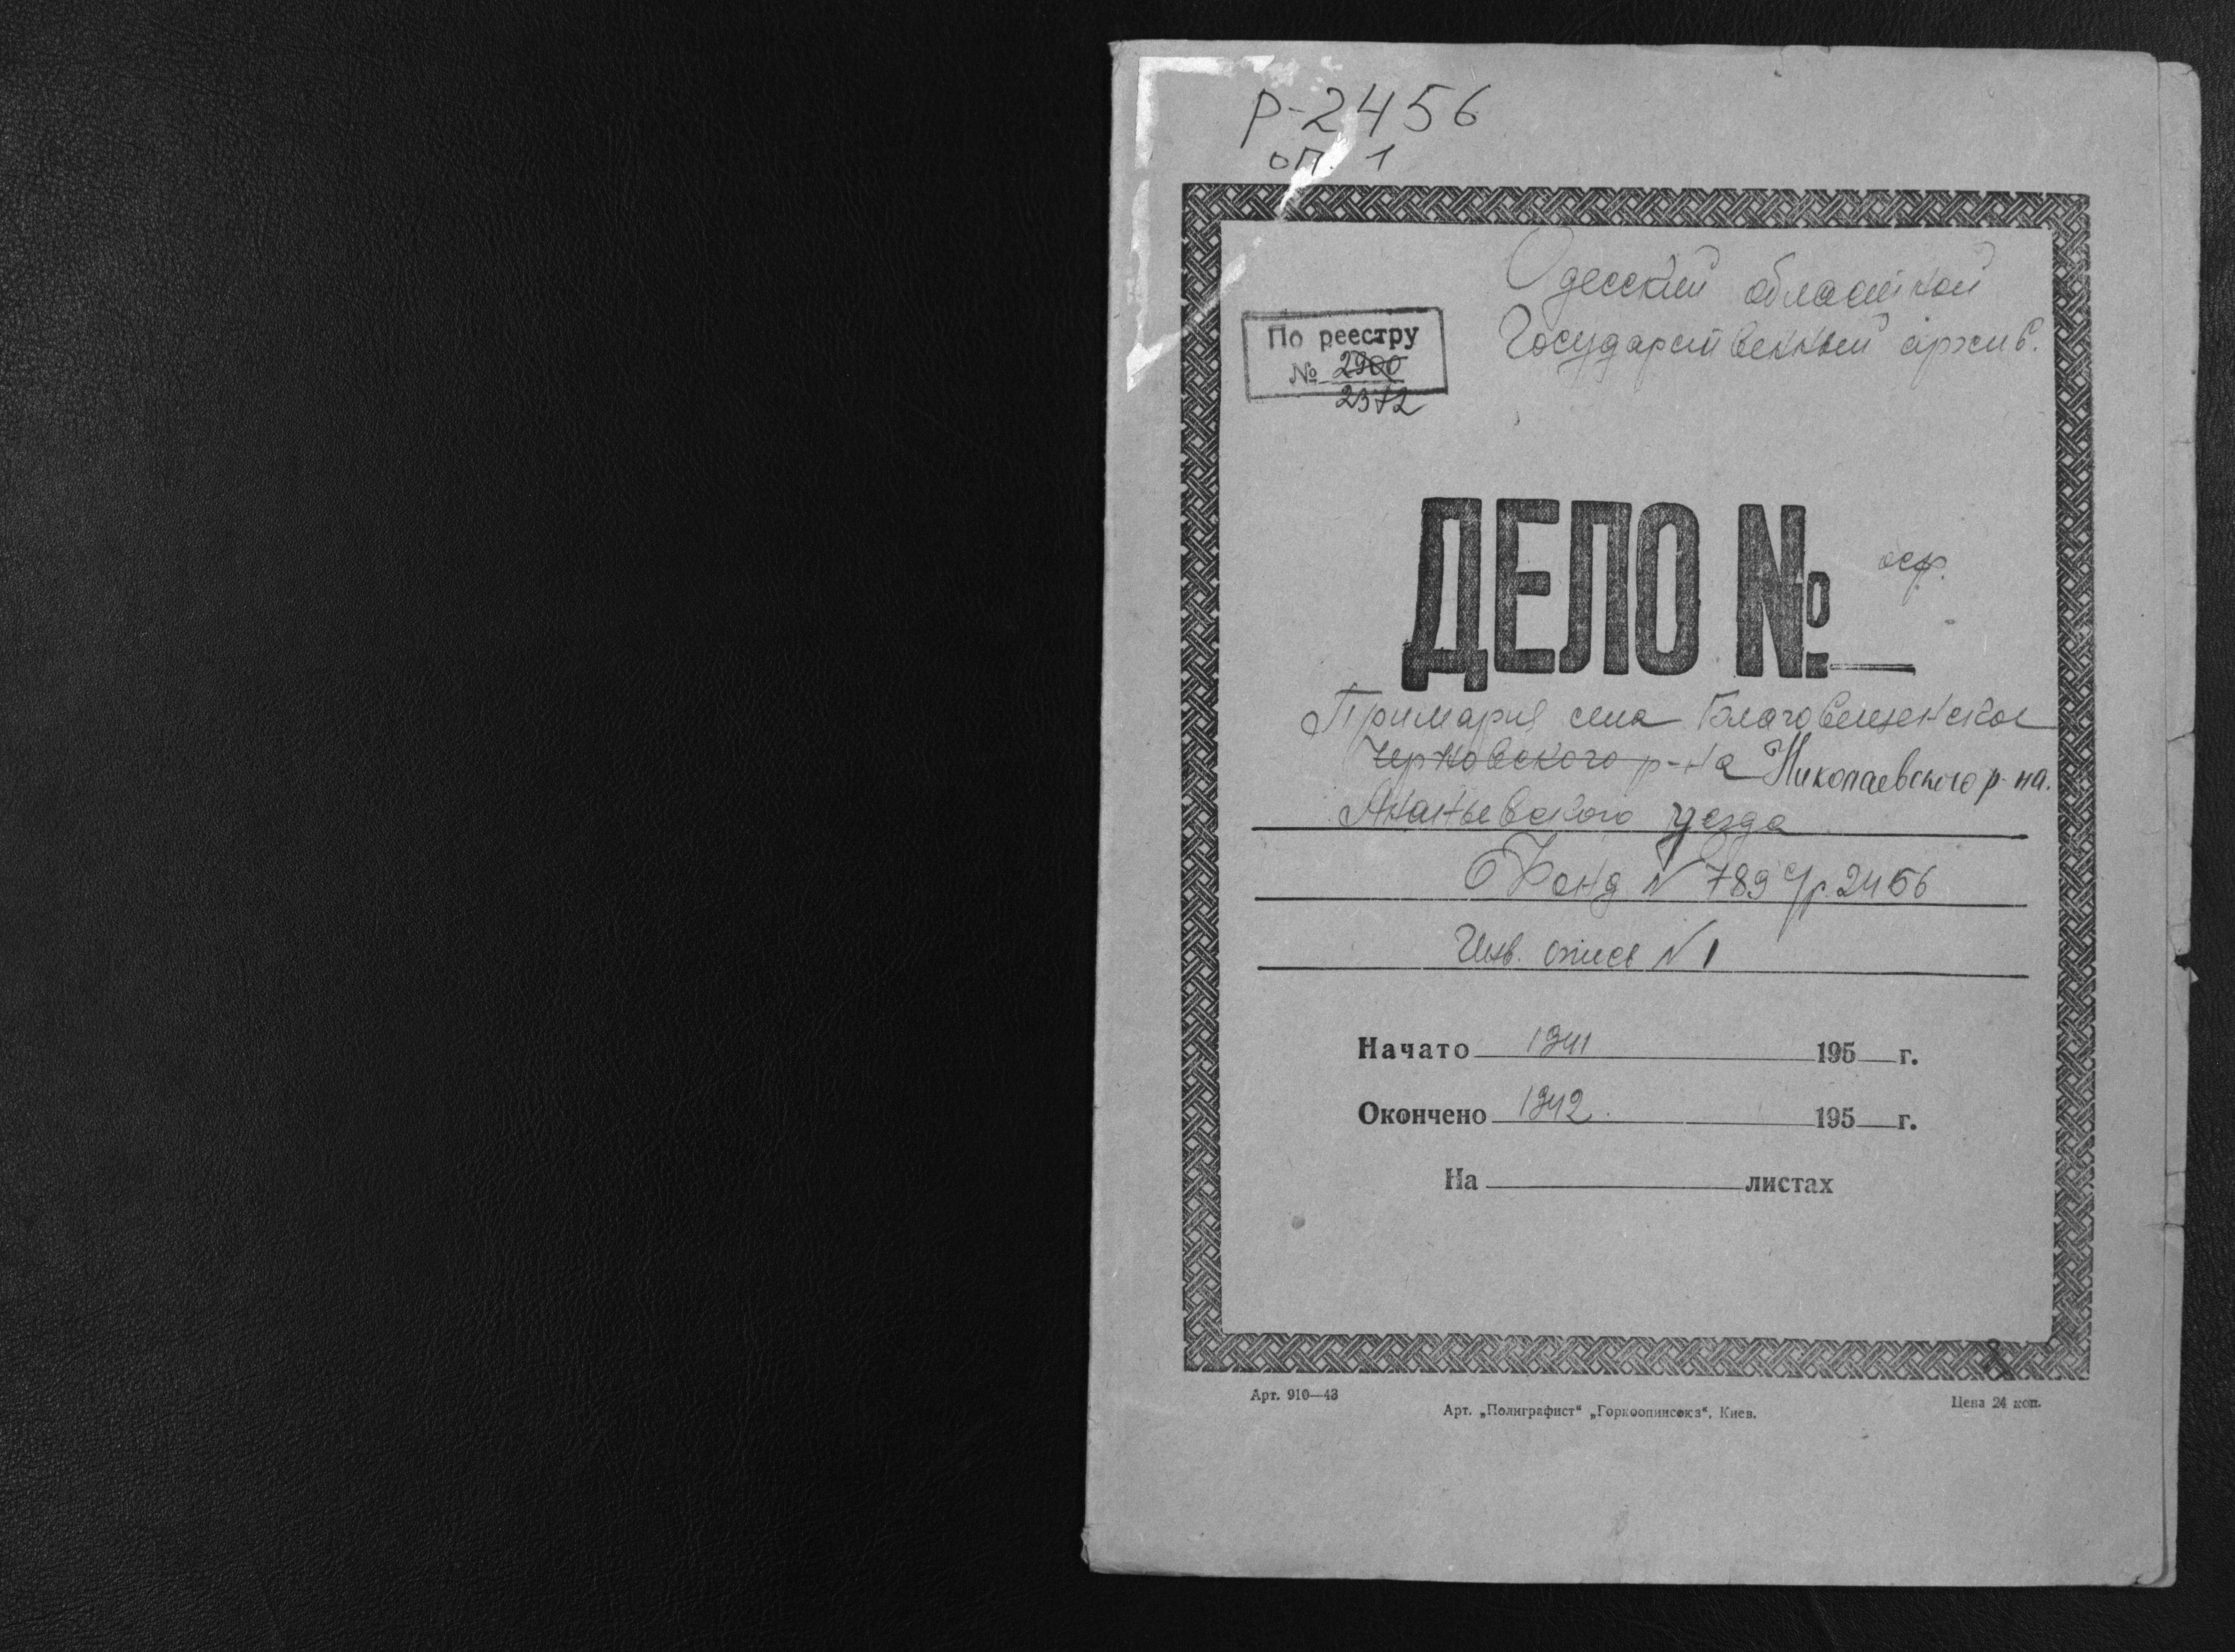 Р-2456
оп. 1
Одесский областной
Государственный архив.
По реестру
№ 2900
2372
ДЕЛО №
Примария села Благовещенское
Черновского р-на Николаевского р-на.
Ананьевского уезда
Фонд N 789 Р. 2456
Инв. опись N 1
Начато 1941 195 г.
Окончено 1942. 195 г.
На листах
Арт. 910—43
Арт. „Полиграфист“ „Горкоопинсоюз“, Киев.
Цена 24 коп.